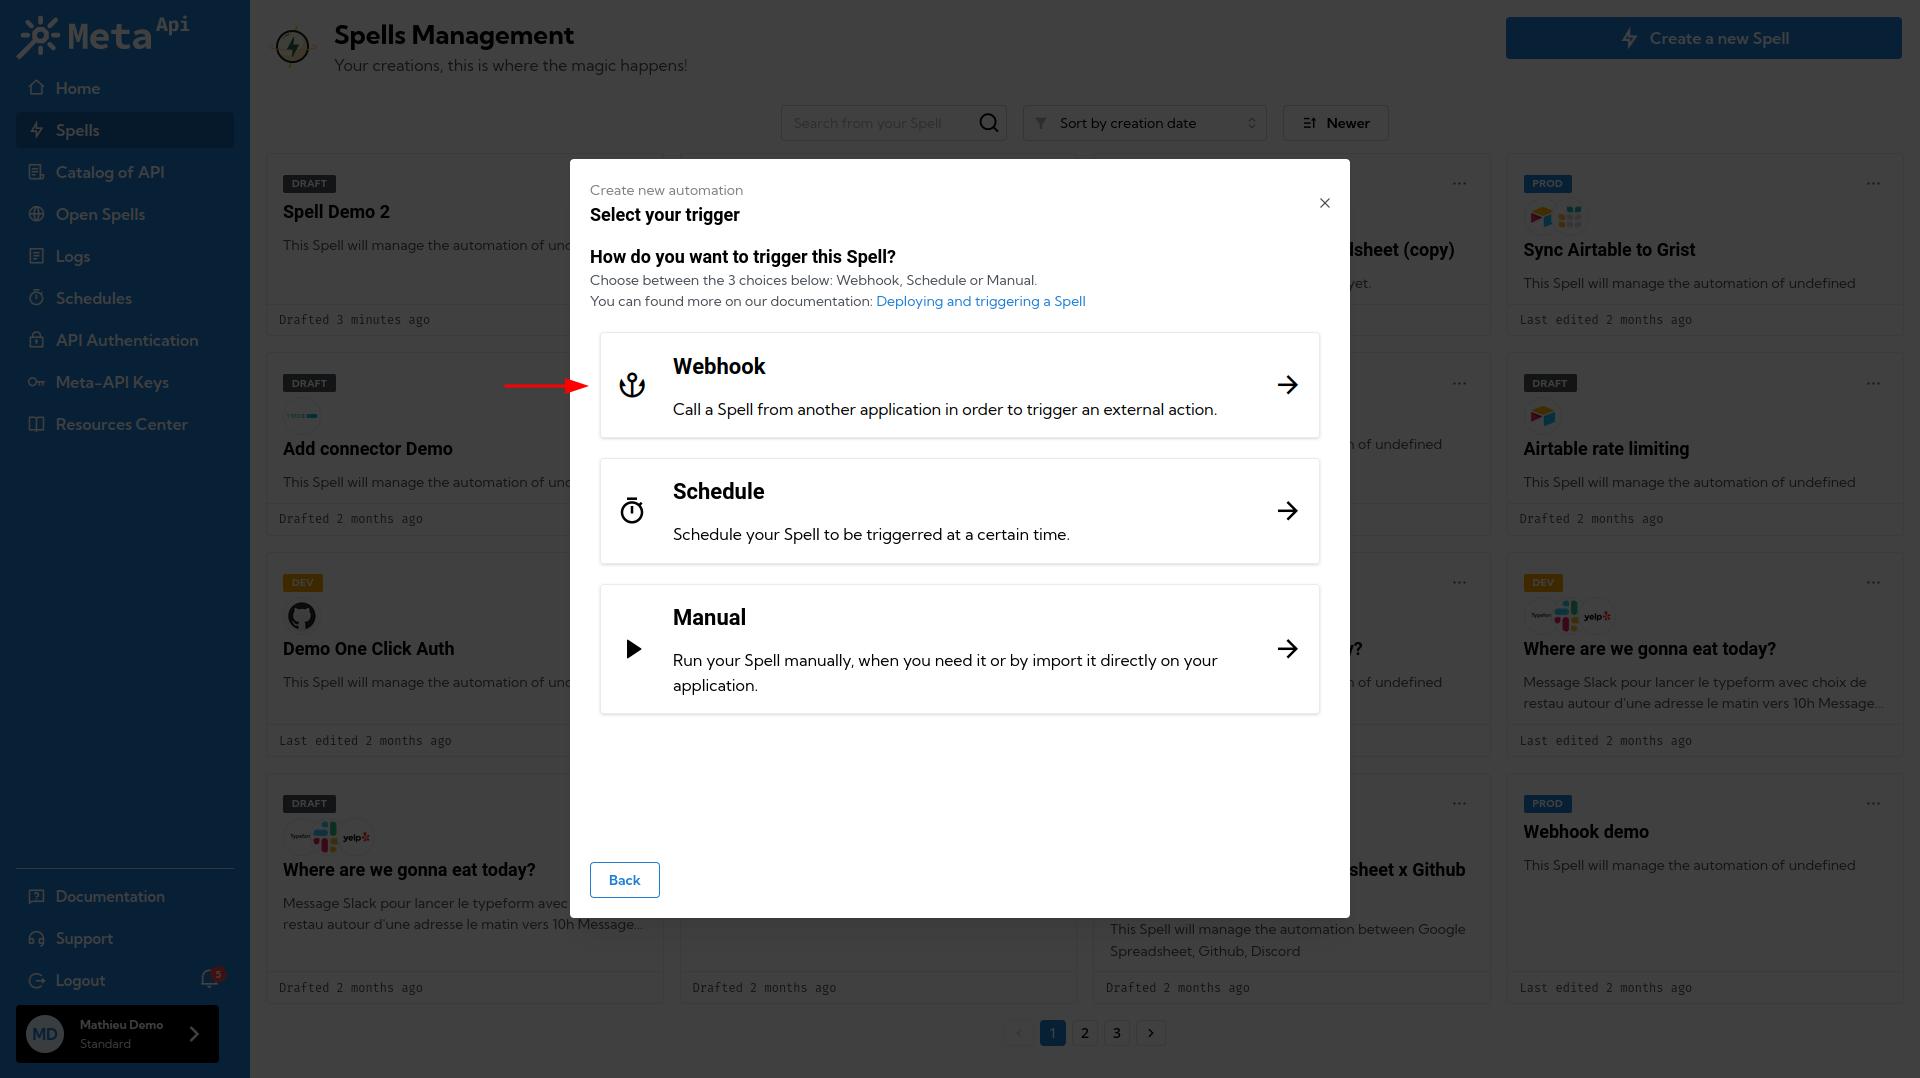 Meta Api
Home
Spells
Catalog of API
Open Spells
Logs
Schedules
API Authentication
Meta-API Keys
Resources Center
Documentation
Support
Logout
5
MD
Mathieu Demo
Standard
Spells Management
Your creations, this is where the magic happens!
Create a new Spell
Search from your Spell
Sort by creation date
Newer
DRAFT
Spell Demo 2
This Spell will manage the automation of und
Drafted 3 minutes ago
dsheet (copy)
yet.
PROD
Sync Airtable to Grist
This Spell will manage the automation of undefined
Last edited 2 months ago
DRAFT
Add connector Demo
This Spell will manage the automation of und
Drafted 2 months ago
n of undefined
DRAFT
Airtable rate limiting
This Spell will manage the automation of undefined
Drafted 2 months ago
DEV
Demo One Click Auth
This Spell will manage the automation of und
Last edited 2 months ago
y?
n of undefined
DEV
Typeform
yelp
Where are we gonna eat today?
Message Slack pour lancer le typeform avec choix de
restau autour d'une adresse le matin vers 10h Message...
Last edited 2 months ago
DRAFT
Typeform
yelp
Where are we gonna eat today?
Message Slack pour lancer le typeform avec
restau autour d'une adresse le matin vers 10h Message...
Drafted 2 months ago
Drafted 2 months ago
sheet x Github
This Spell will manage the automation between Google
Spreadsheet, Github, Discord
Drafted 2 months ago
PROD
Webhook demo
This Spell will manage the automation of undefined
Last edited 2 months ago
1
2
3
Create new automation
Select your trigger
How do you want to trigger this Spell?
Choose between the 3 choices below: Webhook, Schedule or Manual.
You can found more on our documentation: Deploying and triggering a Spell
Webhook
Call a Spell from another application in order to trigger an external action.
Schedule
Schedule your Spell to be triggerred at a certain time.
Manual
Run your Spell manually, when you need it or by import it directly on your
application.
Back